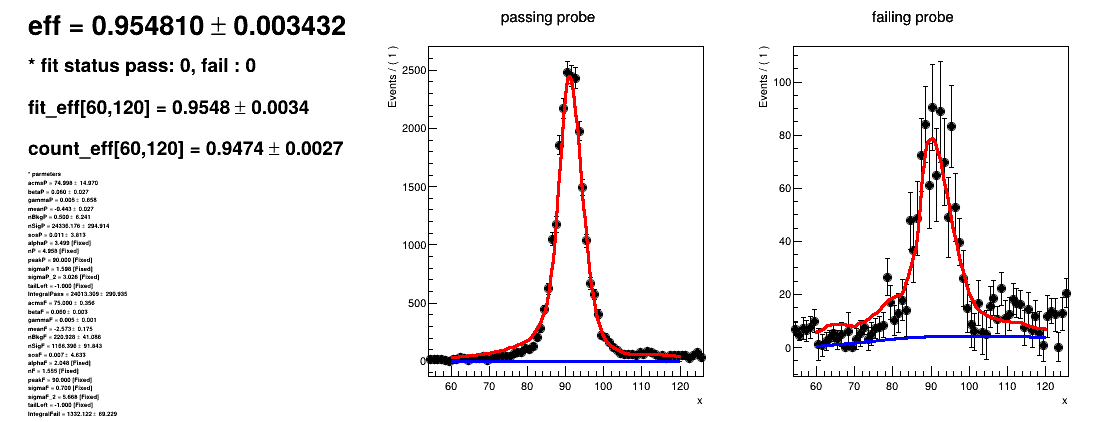 eff = 0.954810 ± 0.003432
* fit status pass: 0, fail : 0
fit_eff[60,120] = 0.9548 ± 0.0034
count_eff[60,120] = 0.9474 ± 0.0027
* parmeters
acmsP = 74.998 ± 14.970
betaP = 0.060 ± 0.027
gammaP = 0.005 ± 0.658
meanP = -0.443 ± 0.027
nBkgP = 0.500 ± 6.241
nSigP = 24336.176 ± 294.914
sosP = 0.011 ± 3.813
alphaP = 3.499 [Fixed]
nP = 4.958 [Fixed]
peakP = 90.000 [Fixed]
sigmaP = 1.598 [Fixed]
sigmaP_2 = 3.026 [Fixed]
tailLeft = -1.000 [Fixed]
IntegralPass = 24013.309 ± 299.935
acmsF = 75.000 ± 0.356
betaF = 0.060 ± 0.003
gammaF = 0.005 ± 0.001
meanF = -2.573 ± 0.175
nBkgF = 220.928 ± 41.086
nSigF = 1166.398 ± 91.843
sosF = 0.007 ± 4.633
alphaF = 2.048 [Fixed]
nF = 1.555 [Fixed]
peakF = 90.000 [Fixed]
sigmaF = 0.700 [Fixed]
sigmaF_2 = 5.668 [Fixed]
tailLeft = -1.000 [Fixed]
IntegralFail = 1332.122 ± 69.229
passing probe
Events / ( 1 )
2500
2000
1500
1000
500
0
60 70 80 90 100 110 120
x
failing probe
Events / ( 1 )
100
80
60
40
20
0
60 70 80 90 100 110 120
x